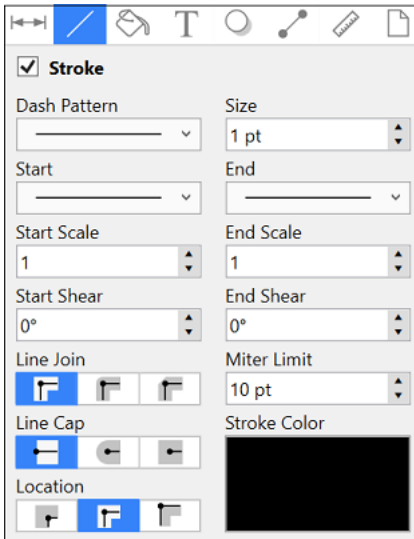 T
Stroke
Dash Pattern Size
1 pt
Start End
Start Scale End Scale
1 1
Start Shear End Shear
0° 0°
Line Join Miter Limit
10 pt
Line Cap Stroke Color
Location